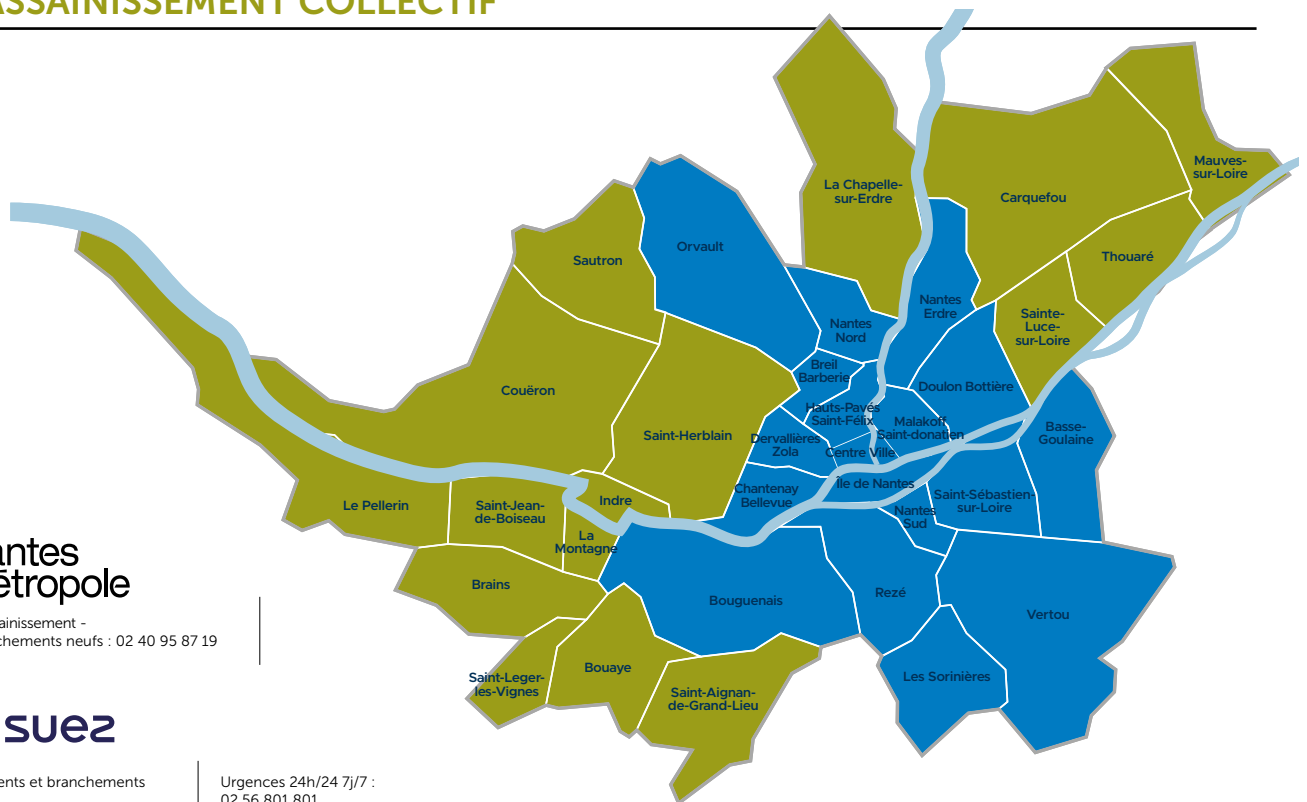 ASSAINISSEMENT COLLECTIF
La Chapelle-
sur-Erdre
Carquefou
Mauves-
sur-Loire
Thouaré
Sainte-
Luce-
sur-Loire
Orvault
Sautron
Nantes
Erdre
Nantes
Nord
Breil
Barberie
Doulon Bottière
Couëron
Hauts-Pavés
Saint-Félix
Malakoff
Saint-donatien
Basse-
Goulaine
Saint-Herblain
Dervallières
Zola
Centre Ville
Chantenay
Bellevue
Île de Nantes
Saint-Sébastien-
sur-Loire
Nantes
Sud
Le Pellerin
Saint-Jean-
de-Boiseau
Indre
La
Montagne
Brains
Bouguenais
Rezé
Vertou
Saint-Leger-
les-Vignes
Bouaye
Saint-Aignan-
de-Grand-Lieu
Les Sorinières
antes
étropole
ainissement -
chements neufs : 02 40 95 87 19
suez
ents et branchements
Urgences 24h/24 7j/7 :
02 56 801 801